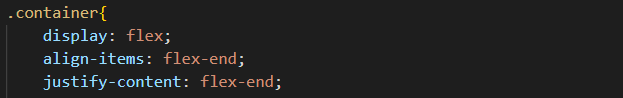 .container{
display: flex;
align-items: flex-end;
justify-content: flex-end;